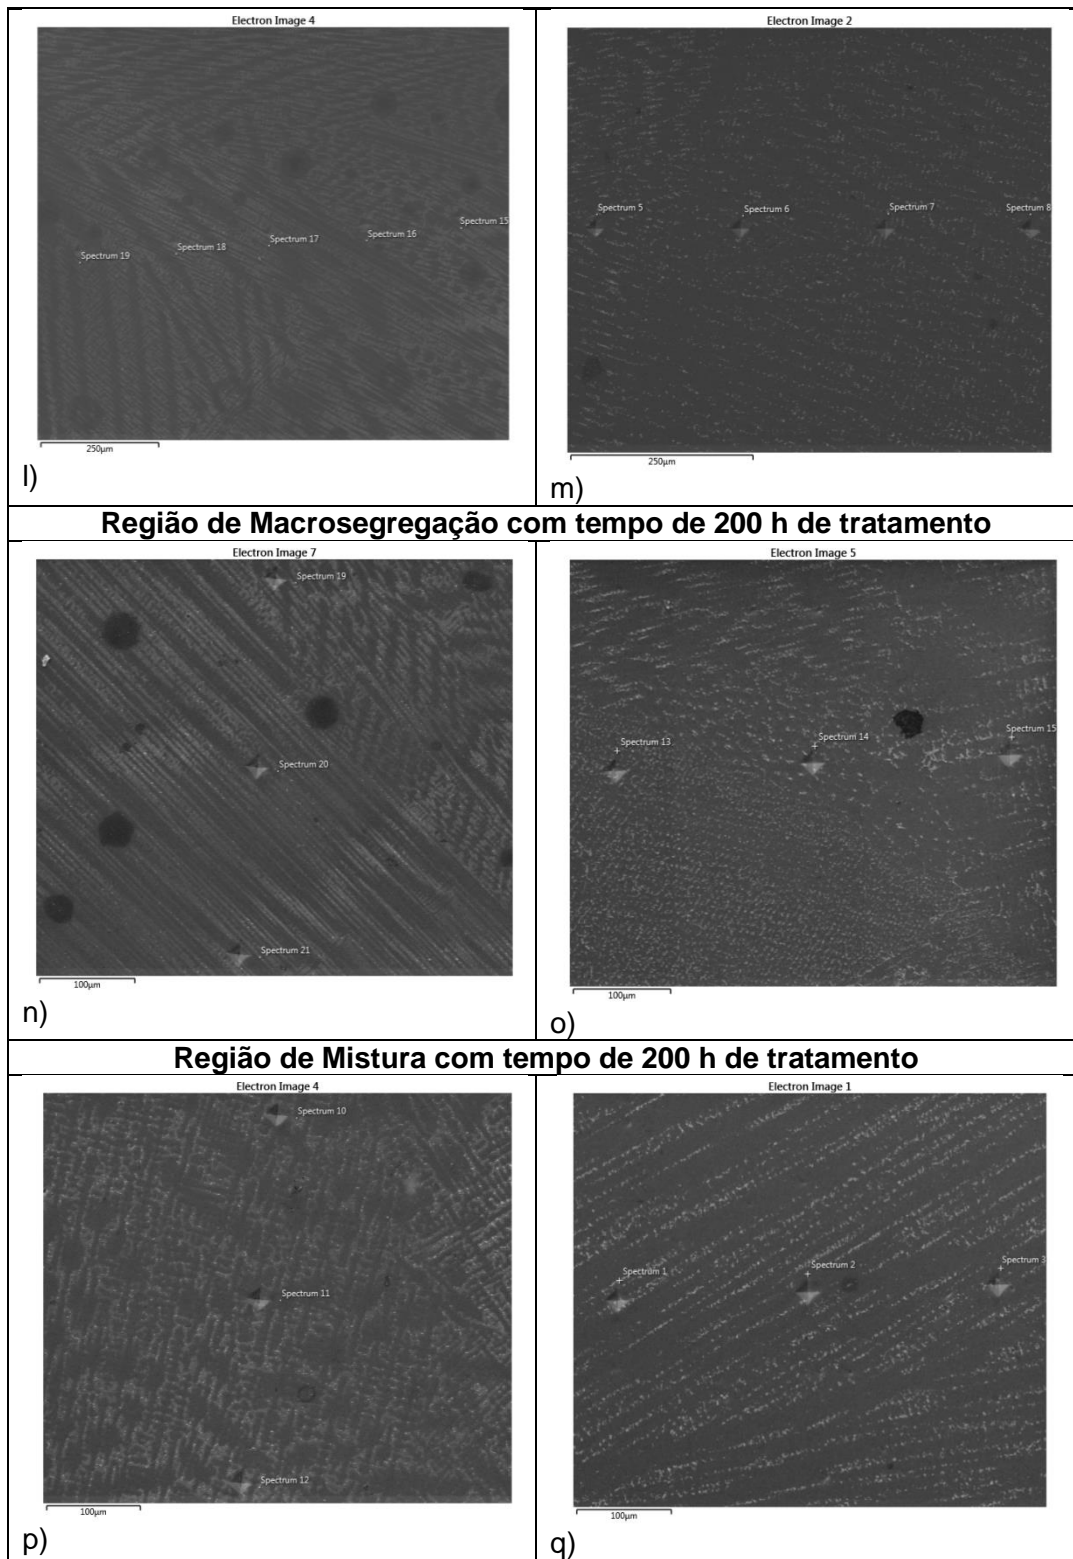 Electron Image 4
Spectrum 15
Spectrum 16
Spectrum 17
Spectrum 18
Spectrum 19
250µm
l)
Electron Image 2
Spectrum 5
Spectrum 6
Spectrum 7
Spectrum 8
250µm
m)
Região de Macrosegregação com tempo de 200 h de tratamento
Electron Image 7
Spectrum 19
Spectrum 20
Spectrum 21
100µm
n)
Electron Image 5
Spectrum 13
Spectrum 14
Spectrum 15
100µm
o)
Região de Mistura com tempo de 200 h de tratamento
Electron Image 4
Spectrum 10
Spectrum 11
Spectrum 12
100µm
p)
Electron Image 1
Spectrum 1
Spectrum 2
Spectrum 3
100µm
q)